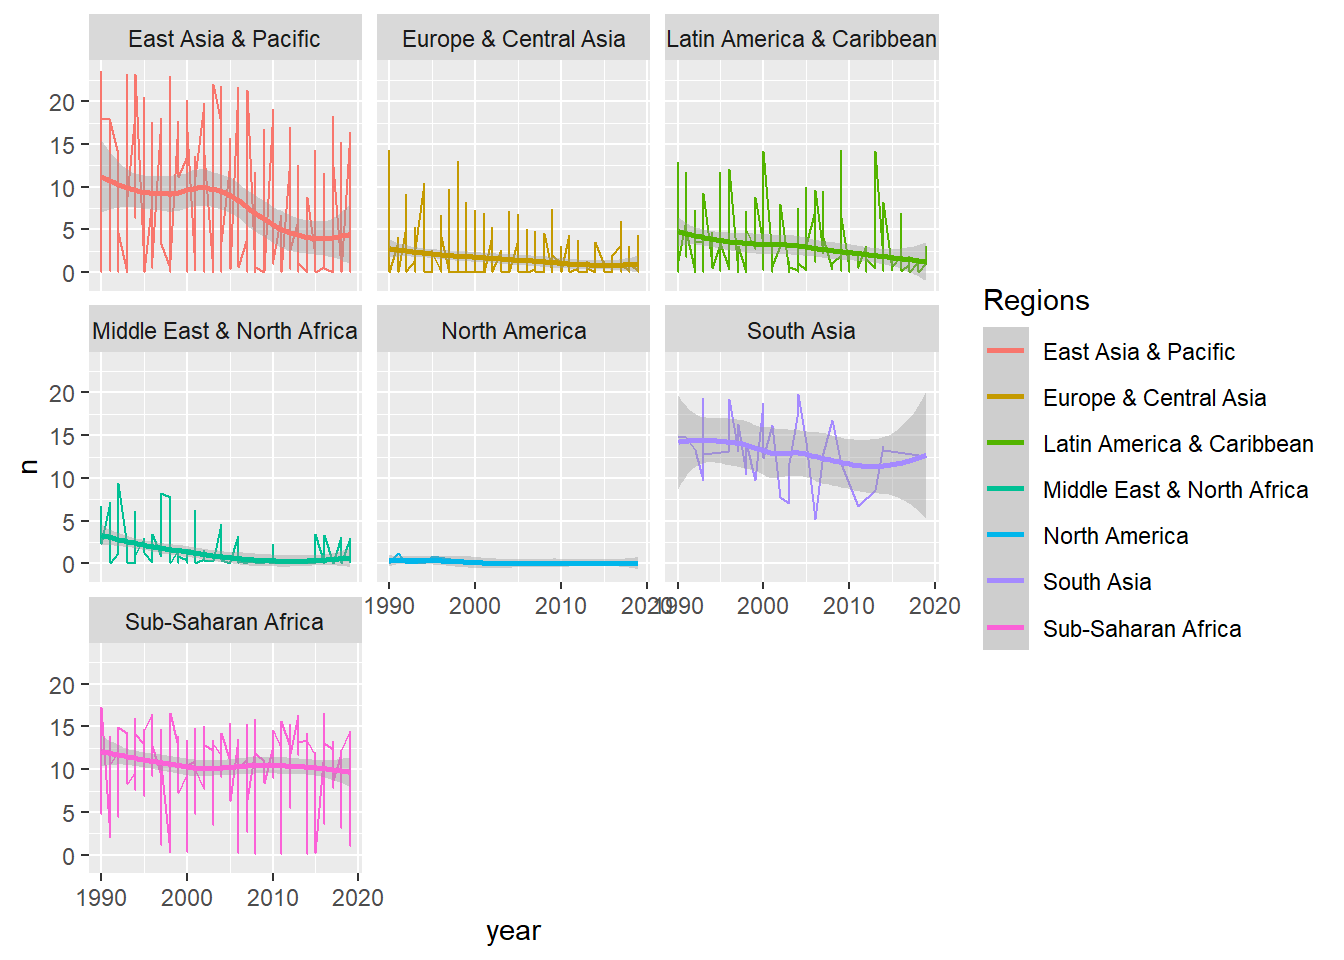 East Asia & Pacific
Europe & Central Asia
Latin America & Caribbean
20
15
10
5
0
Middle East & North Africa
North America
South Asia
20
15
10
5
0
n
1990 2000 2010 2020
1990 2000 2010 2020
Sub-Saharan Africa
20
15
10
5
0
1990 2000 2010 2020
year
Regions
East Asia & Pacific
Europe & Central Asia
Latin America & Caribbean
Middle East & North Africa
North America
South Asia
Sub-Saharan Africa